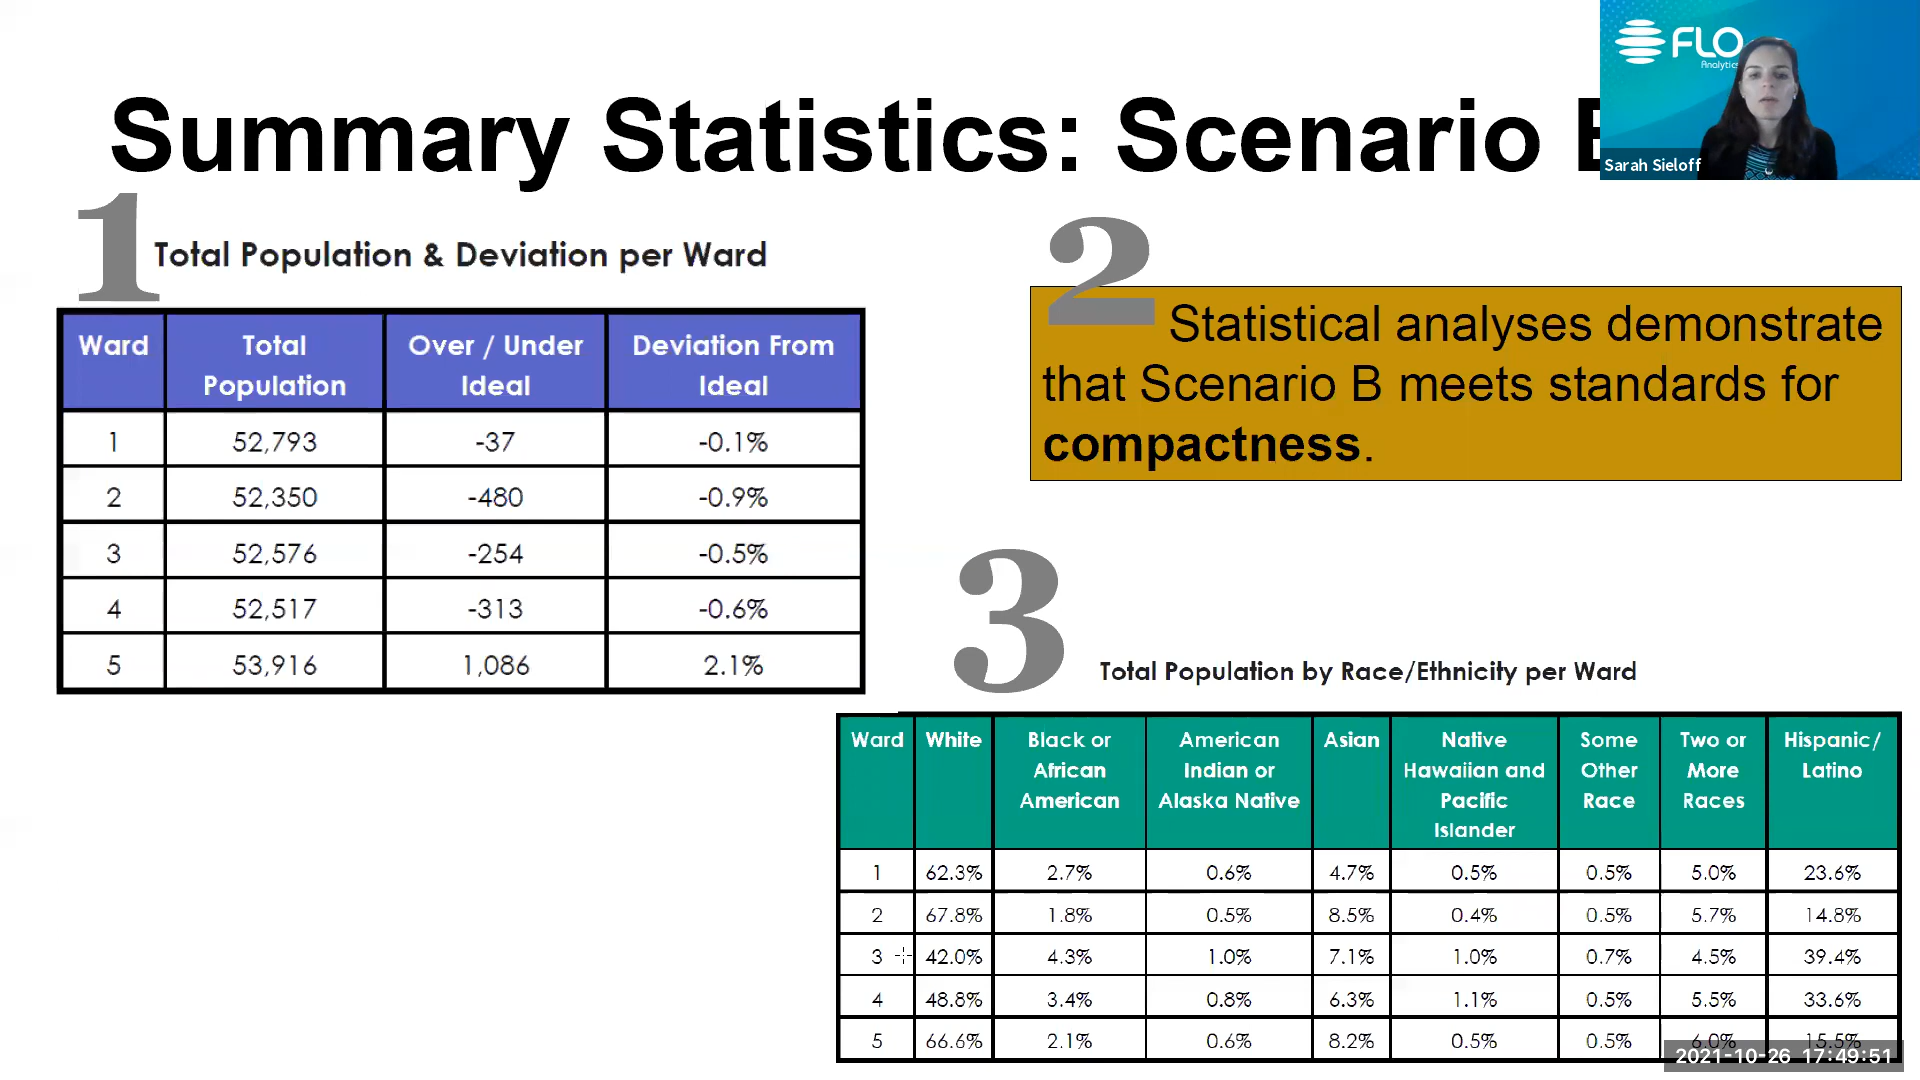 FLO
Analytics
Sarah Sieloff
Summary Statistics: Scenario
1
Total Population & Deviation per Ward
Ward Total Population Over / Under Ideal Deviation From Ideal
1 52,793 -37 -0.1%
2 52,350 -480 -0.9%
3 52,576 -254 -0.5%
4 52,517 -313 -0.6%
5 53,916 1,086 2.1%
2
Statistical analyses demonstrate
that Scenario B meets standards for
compactness.
3
Total Population by Race/Ethnicity per Ward
Ward White Black or African American American Indian or Alaska Native Asian Native Hawaiian and Pacific Islander Some Other Race Two or More Races Hispanic/ Latino
1 62.3% 2.7% 0.6% 4.7% 0.5% 0.5% 5.0% 23.6%
2 67.8% 1.8% 0.5% 8.5% 0.4% 0.5% 5.7% 14.8%
3 42.0% 4.3% 1.0% 7.1% 1.0% 0.7% 4.5% 39.4%
4 48.8% 3.4% 0.8% 6.3% 1.1% 0.5% 5.5% 33.6%
5 66.6% 2.1% 0.6% 8.2% 0.5% 0.5% 6.0% 15.5%
2021-10-26 17:49:51